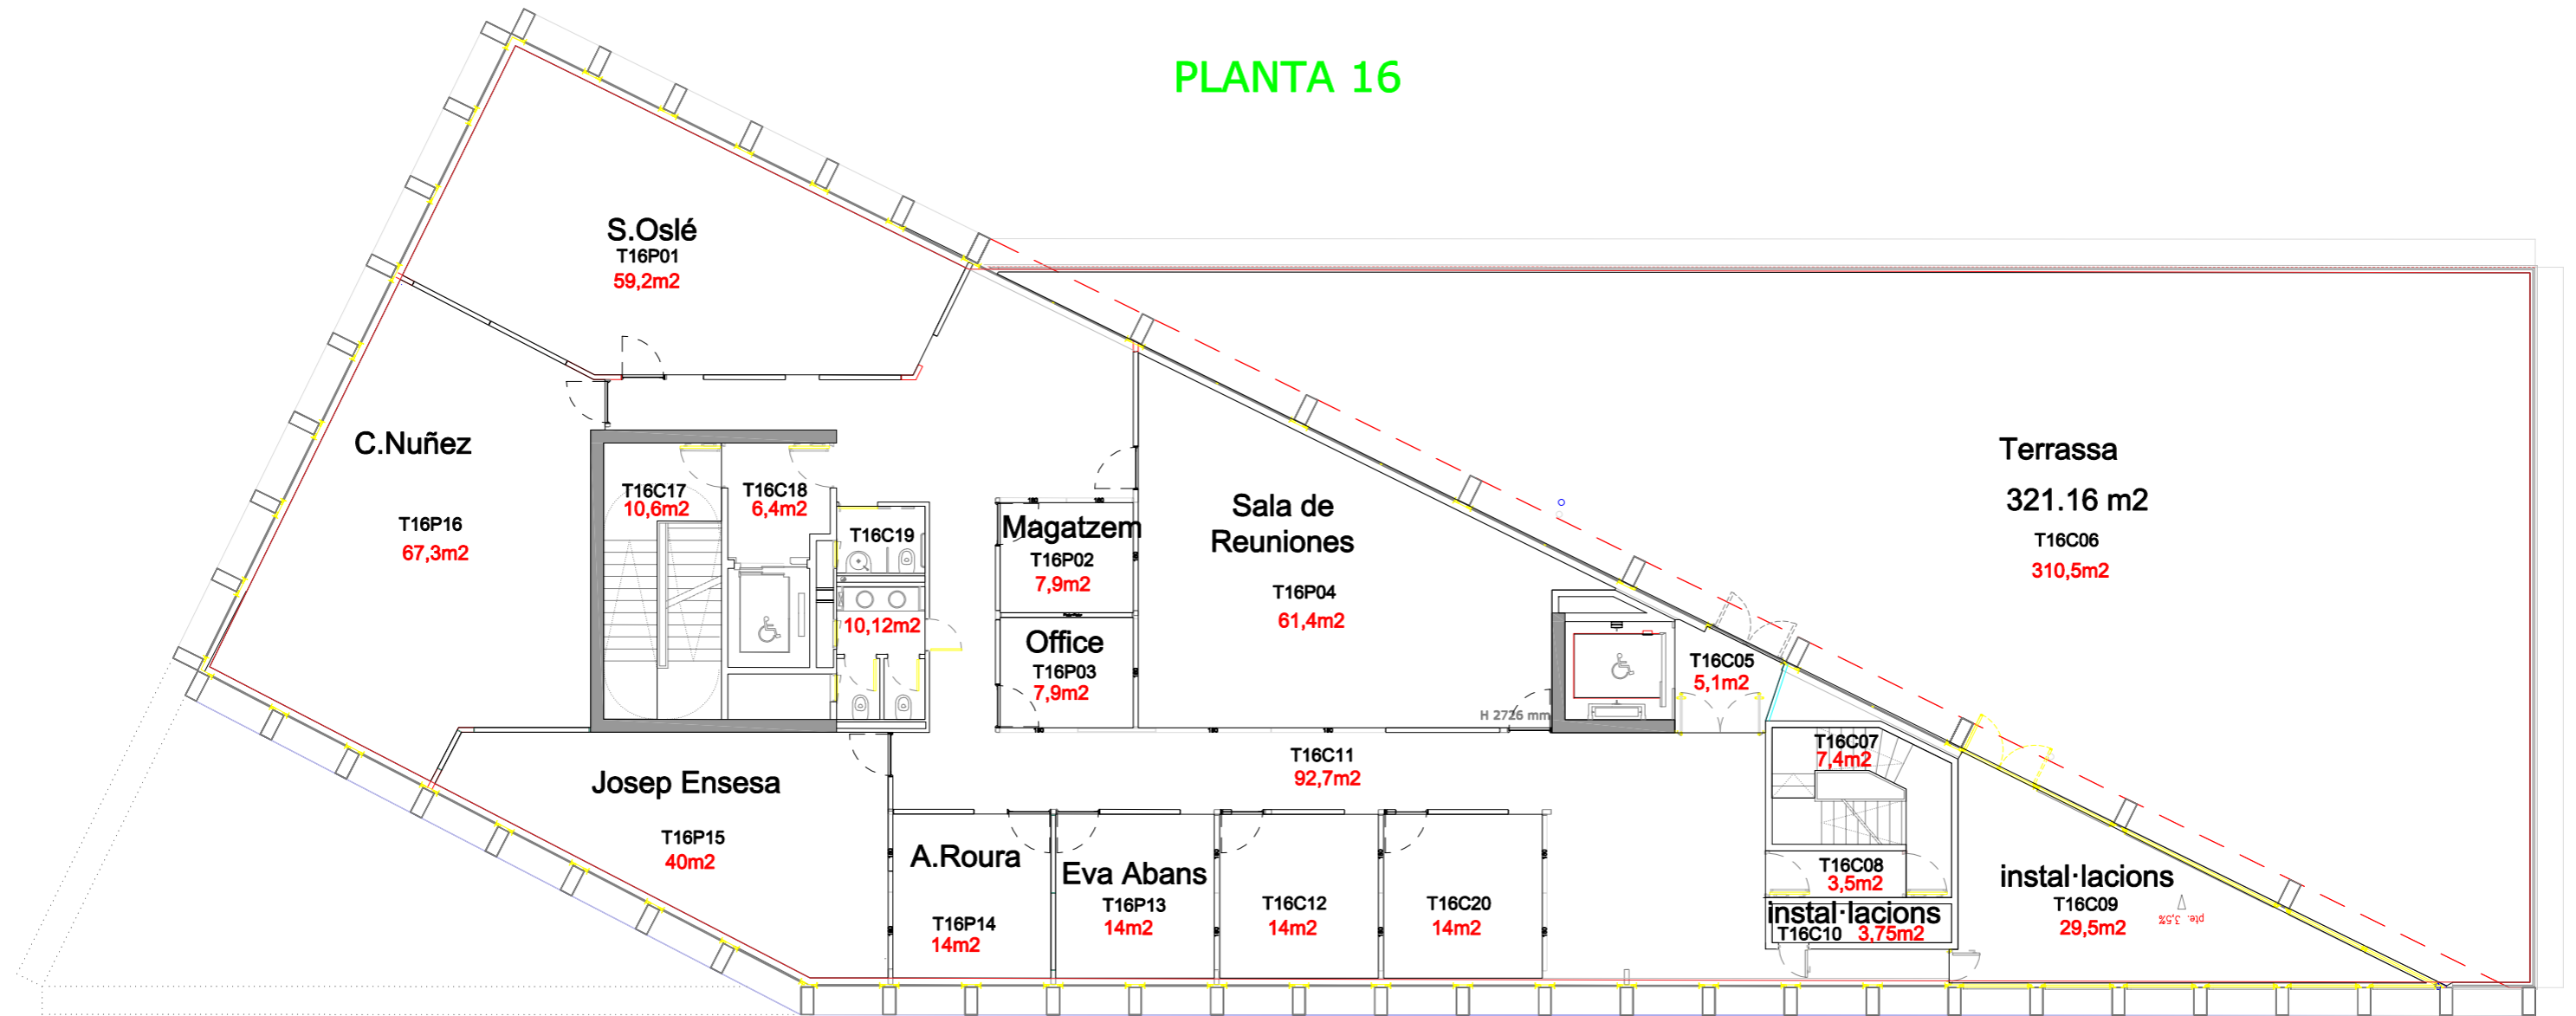 PLANTA 16
S.Oslé
T16P01
59,2m2
C.Nuñez
T16P16
67,3m2
T16C17
10,6m2
T16C18
6,4m2
T16C19
10,12m2
Magatzem
T16P02
7,9m2
Office
T16P03
7,9m2
Sala de
Reuniones
T16P04
61,4m2
H 2726 mm
T16C05
5,1m2
Terrassa
321.16 m2
T16C06
310,5m2
T16C07
7,4m2
T16C08
3,5m2
instal·lacions
T16C10 3,75m2
instal·lacions
T16C09
29,5m2
pte. 3,5%
T16C11
92,7m2
Josep Ensesa
T16P15
40m2
A.Roura
T16P14
14m2
Eva Abans
T16P13
14m2
T16C12
14m2
T16C20
14m2